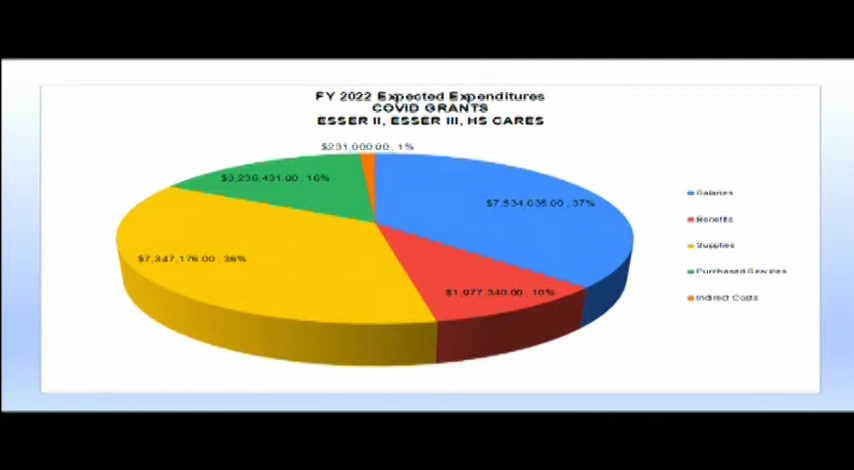 FY 2022 Expected Expenditures
COVID GRANTS
ESSER II, ESSER III, HS CARES
$231,000.00, 1%
$3,236,431.00, 16%
$7,534,635.00, 37%
$7,347,176.00, 36%
$1,977,340.00, 10%
Salaries
Benefits
Supplies
Purchased Services
Indirect Costs